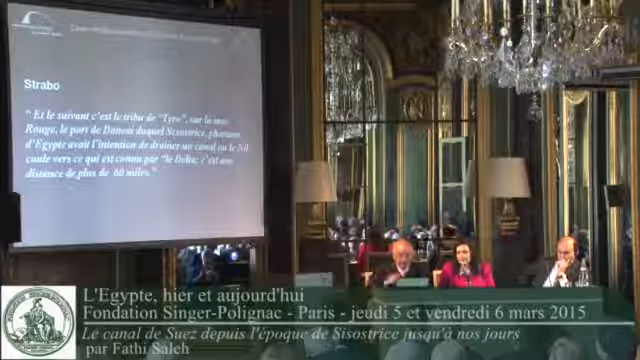 Strabo
" Et le suivant c'est le tribu de "Tyro", sur la mer
Rouge, le port de Daneoi duquel Sisostrice, pharaon
d'Egypte avait l'intention de drainer un canal ou le Nil
coule vers ce qui est connu par "le Delta; c'est une
distance de plus de 60 miles."
L'Egypte, hier et aujourd'hui
Fondation Singer-Polignac - Paris - jeudi 5 et vendredi 6 mars 2015
Le canal de Suez depuis l'époque de Sisostrice jusqu'à nos jours
par Fathi Saleh